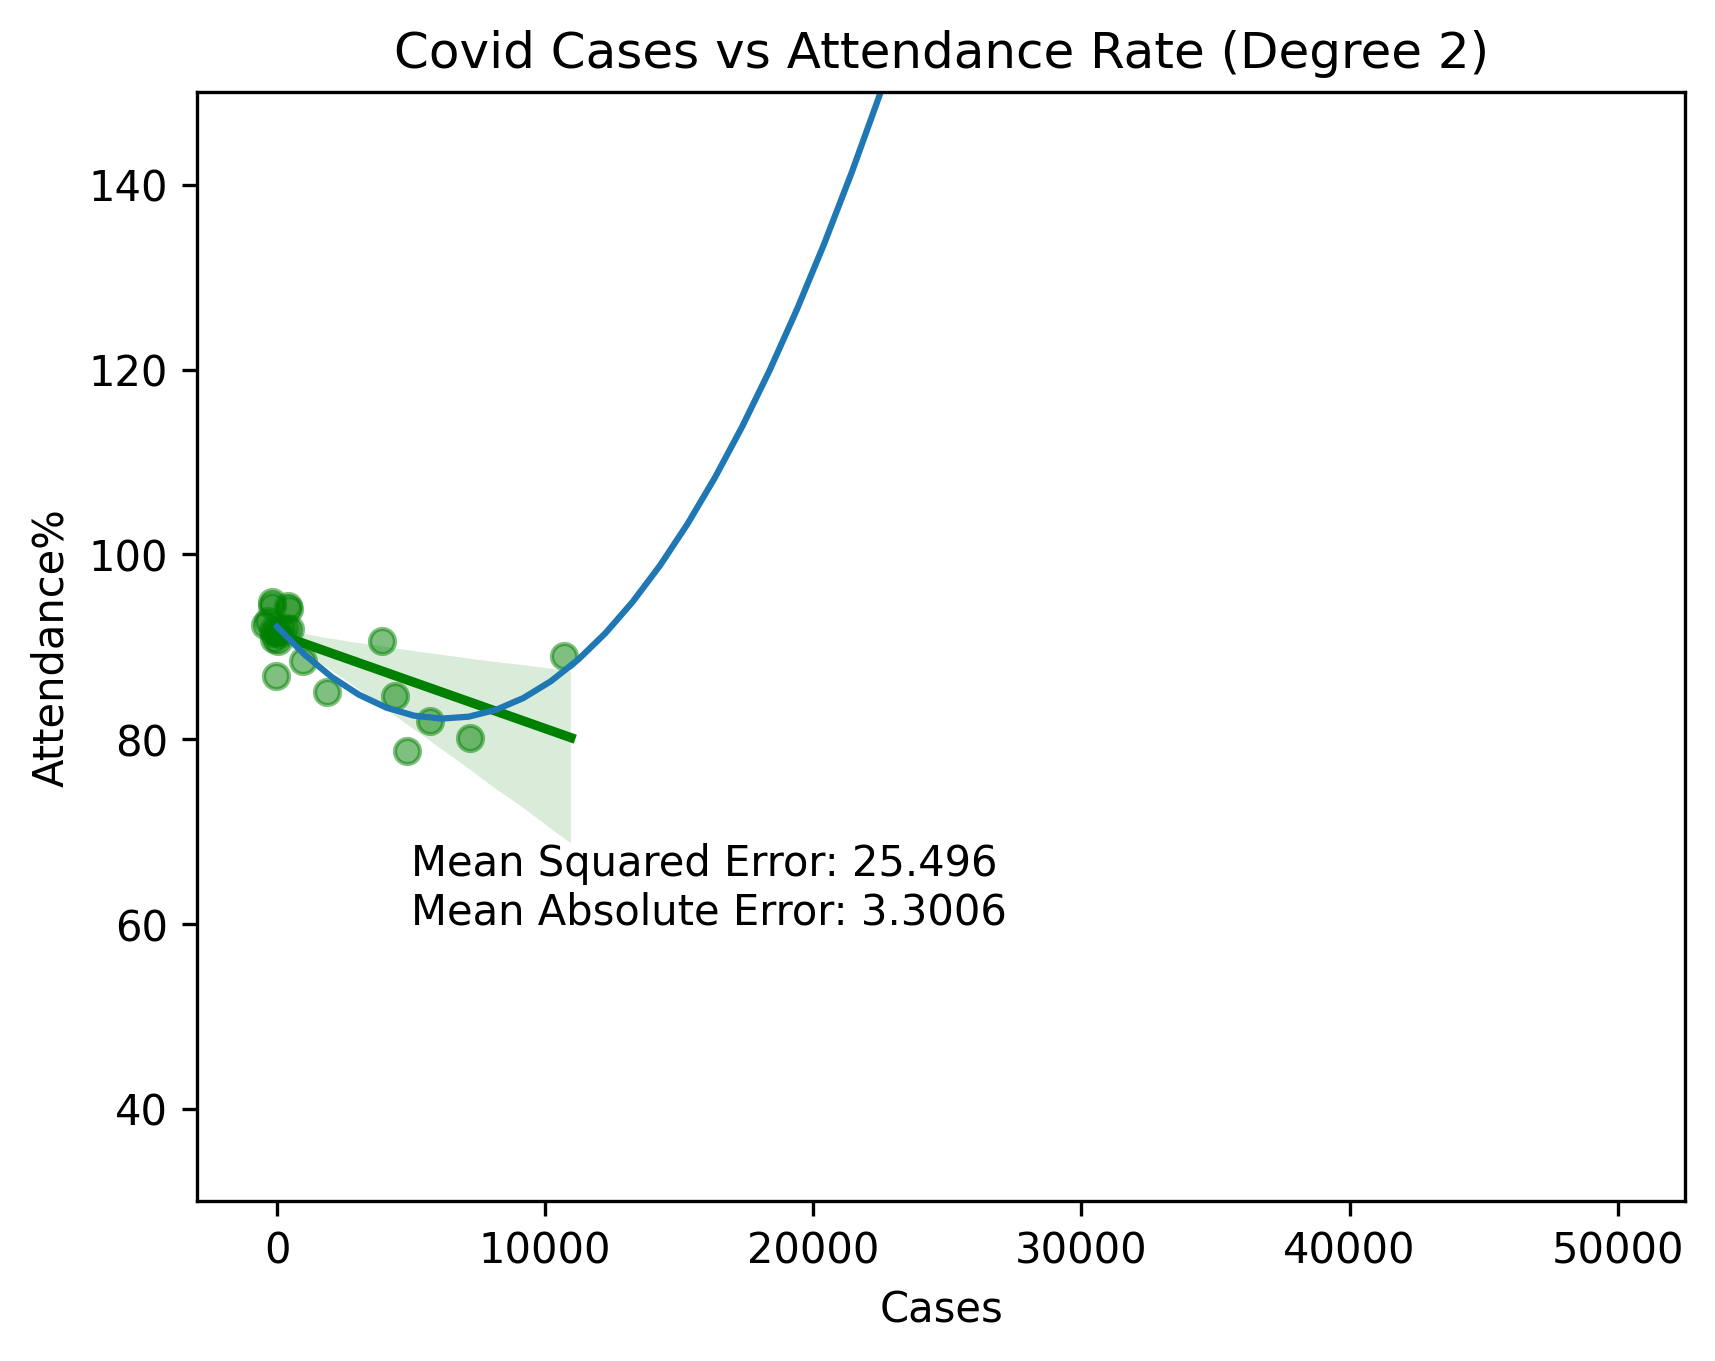 Covid Cases vs Attendance Rate (Degree 2)
140
120
100
80
60
40
Attendance%
Mean Squared Error: 25.496
Mean Absolute Error: 3.3006
0 10000 20000 30000 40000 50000
Cases